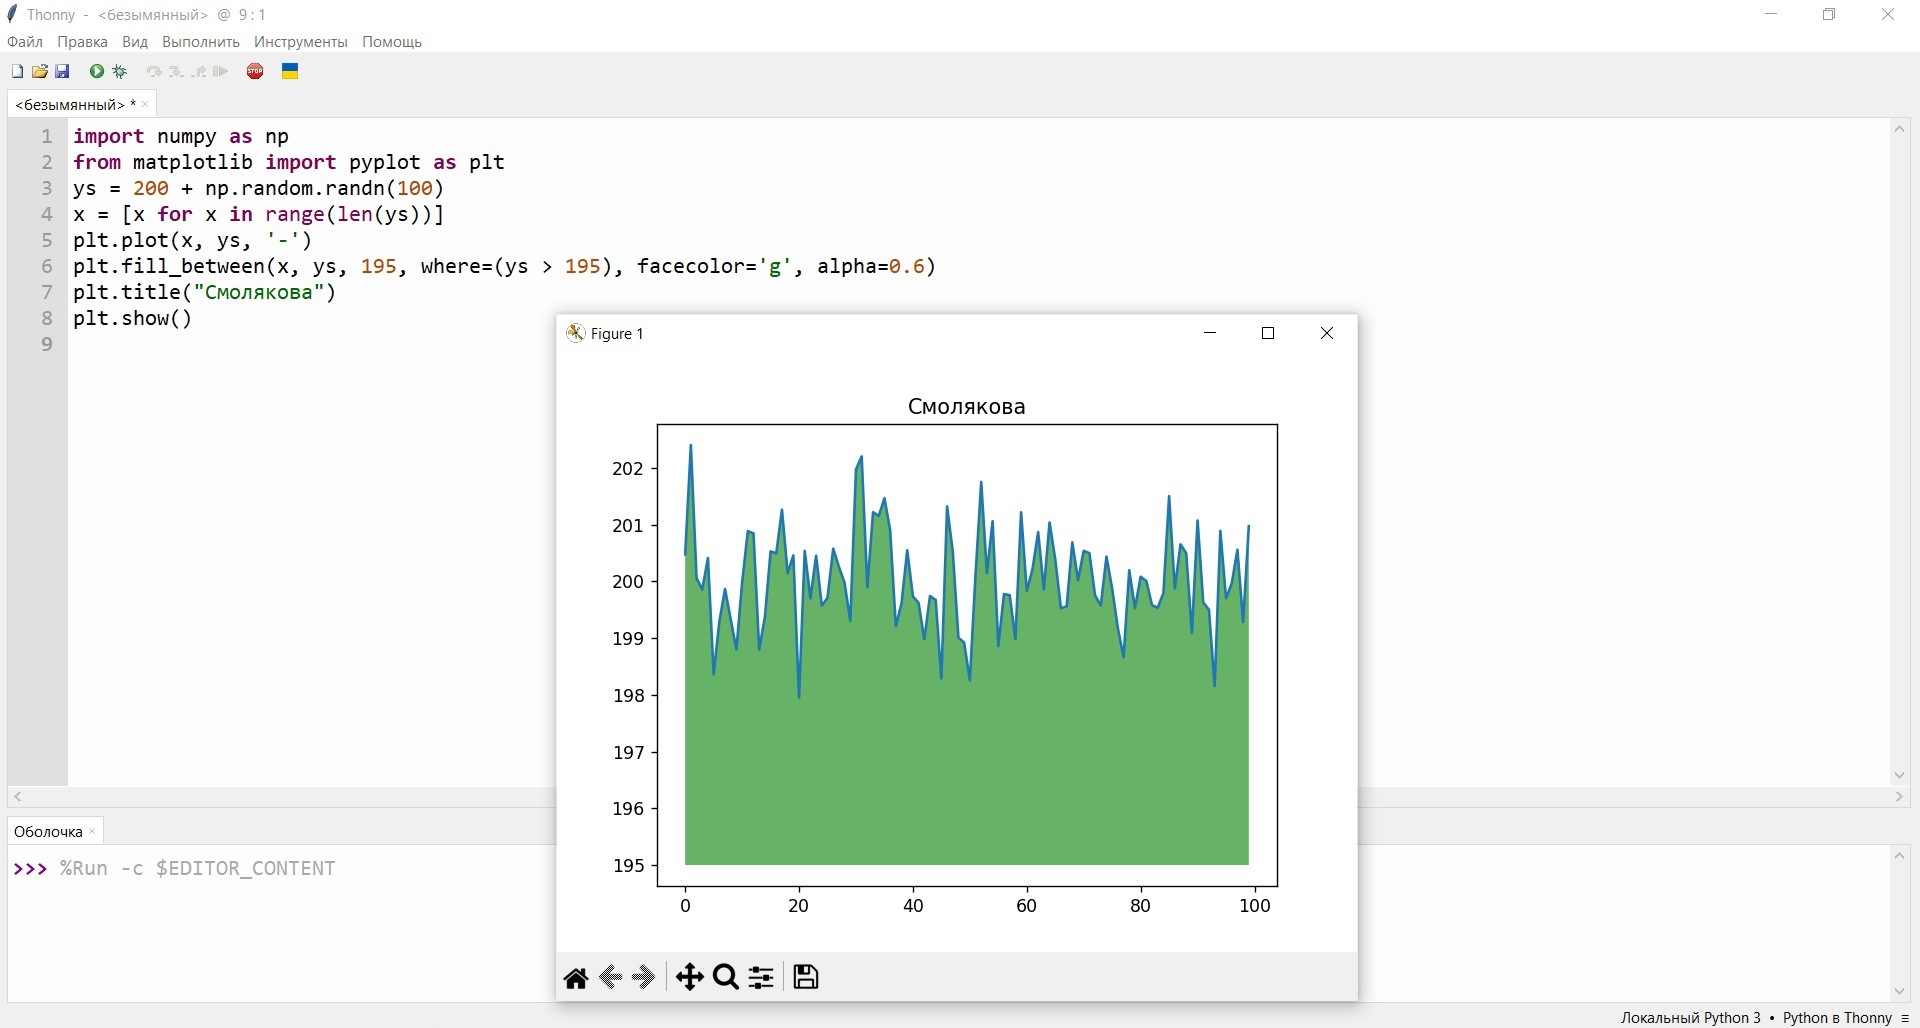 Thonny - <безымянный> @ 9:1
Файл Правка Вид Выполнить Инструменты Помощь
STOP
<безымянный> * ×
1 import numpy as np
2 from matplotlib import pyplot as plt
3 ys = 200 + np.random.randn(100)
4 x = [x for x in range(len(ys))]
5 plt.plot(x, ys, '-')
6 plt.fill_between(x, ys, 195, where=(ys > 195), facecolor='g', alpha=0.6)
7 plt.title("Смолякова")
8 plt.show()
9
Figure 1
Смолякова
202
201
200
199
198
197
196
195
0 20 40 60 80 100
Оболочка ×
>>> %Run -c $EDITOR_CONTENT
Локальный Python 3 • Python в Thonny ≡